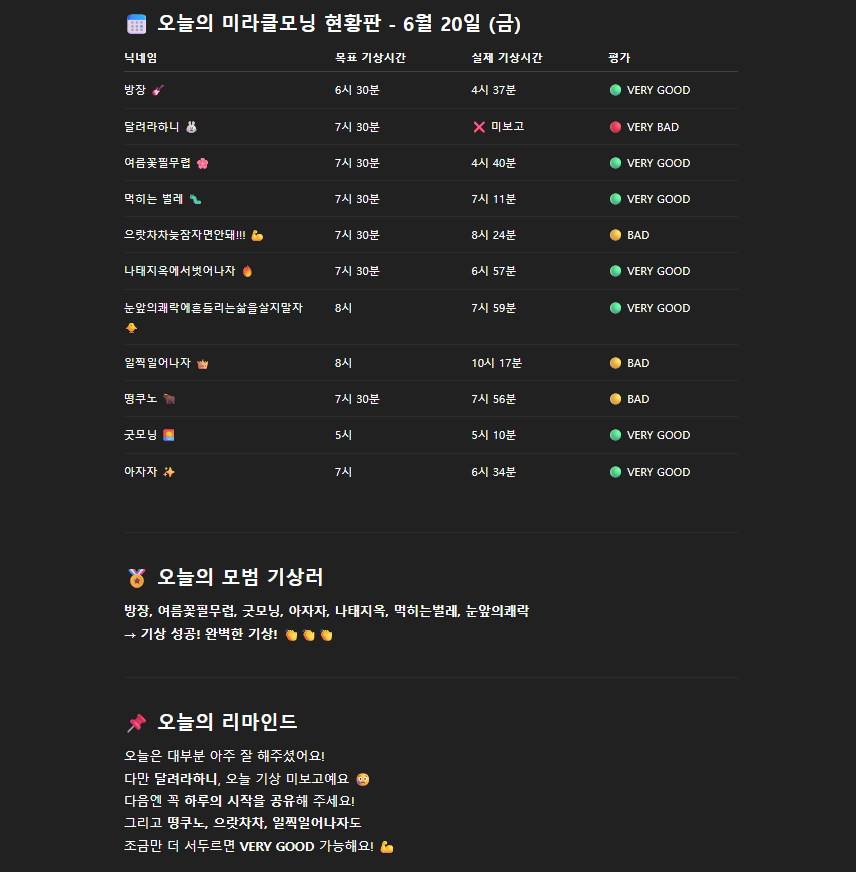 🗓️ 오늘의 미라클모닝 현황판 - 6월 20일 (금)
닉네임 목표 기상시간 실제 기상시간 평가
방장 🎸 6시 30분 4시 37분 🟢 VERY GOOD
달려라하니 🐰 7시 30분 ❌ 미보고 🔴 VERY BAD
여름꽃필무렵 🌸 7시 30분 4시 40분 🟢 VERY GOOD
먹히는 벌레 🐛 7시 30분 7시 11분 🟢 VERY GOOD
으랏차차늦잠자면안돼!!! 💪 7시 30분 8시 24분 🟡 BAD
나태지옥에서벗어나자 🔥 7시 30분 6시 57분 🟢 VERY GOOD
눈앞의쾌락에흔들리는삶을살지말자 8시 7시 59분 🟢 VERY GOOD
🐥
일찍일어나자 👑 8시 10시 17분 🟡 BAD
떵쿠노 🐂 7시 30분 7시 56분 🟡 BAD
굿모닝 🌅 5시 5시 10분 🟢 VERY GOOD
아자자 ✨ 7시 6시 34분 🟢 VERY GOOD
🏅 오늘의 모범 기상러
방장, 여름꽃필무렵, 굿모닝, 아자자, 나태지옥, 먹히는벌레, 눈앞의쾌락
→ 기상 성공! 완벽한 기상! 👏👏👏
📌 오늘의 리마인드
오늘은 대부분 아주 잘 해주셨어요!
다만 달려라하니, 오늘 기상 미보고예요 😳
다음엔 꼭 하루의 시작을 공유해 주세요!
그리고 떵쿠노, 으랏차차, 일찍일어나자도
조금만 더 서두르면 VERY GOOD 가능해요! 💪